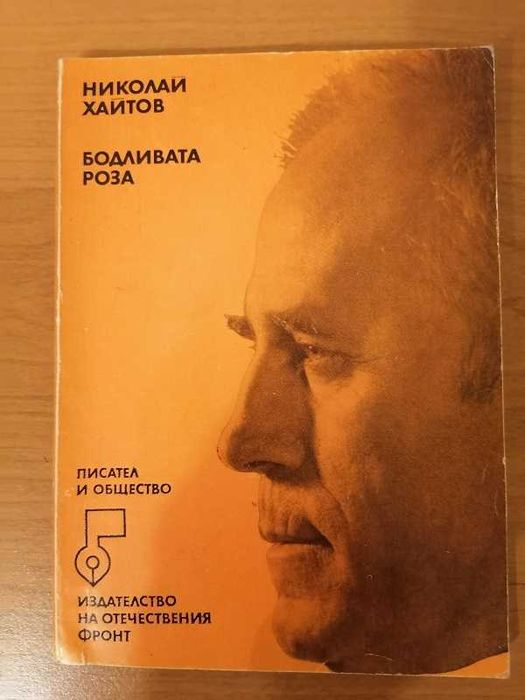 НИКОЛАЙ
ХАЙТОВ
БОДЛИВАТА
РОЗА
ПИСАТЕЛ
И ОБЩЕСТВО
ИЗДАТЕЛСТВО
НА ОТЕЧЕСТВЕНИЯ
ФРОНТ